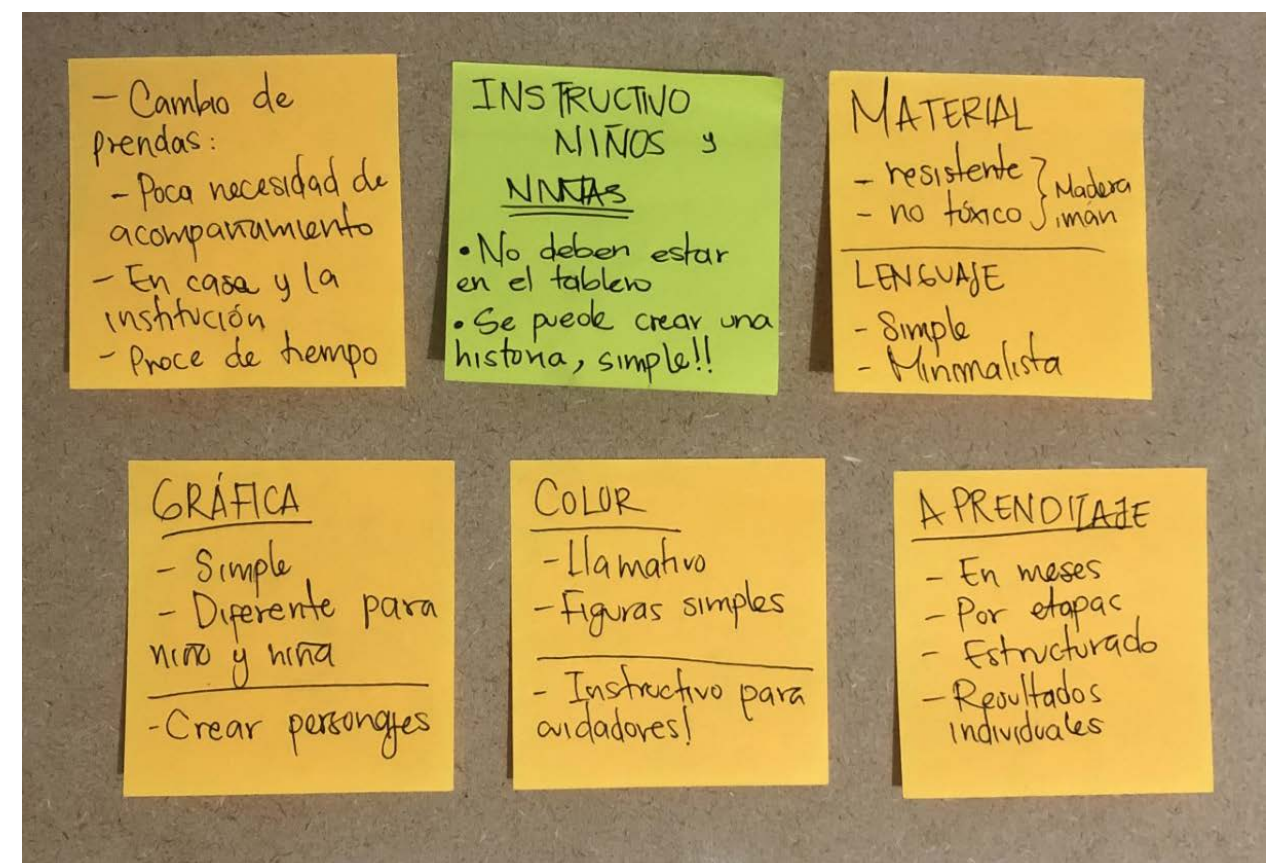 - Cambio de
prendas:
- Poca necesidad de
acompañamiento
- En casa y la
institución
- Proce de tiempo
INSTRUCTIVO
NIÑOS y
NIÑAS
• No deben estar
en el tablero
• Se puede crear una
historia, simple!!
MATERIAL
- resistente } Madera
- no tóxico } imán
LENGUAJE
- Simple
- Minimalista
GRÁFICA
- Simple
- Diferente para
niño y niña
- Crear personajes
COLOR
- Llamativo
- Figuras simples
- Instructivo para
cuidadores!
APRENDIZAJE
- En meses
- Por etapas
- Estructurado
- Resultados
individuales